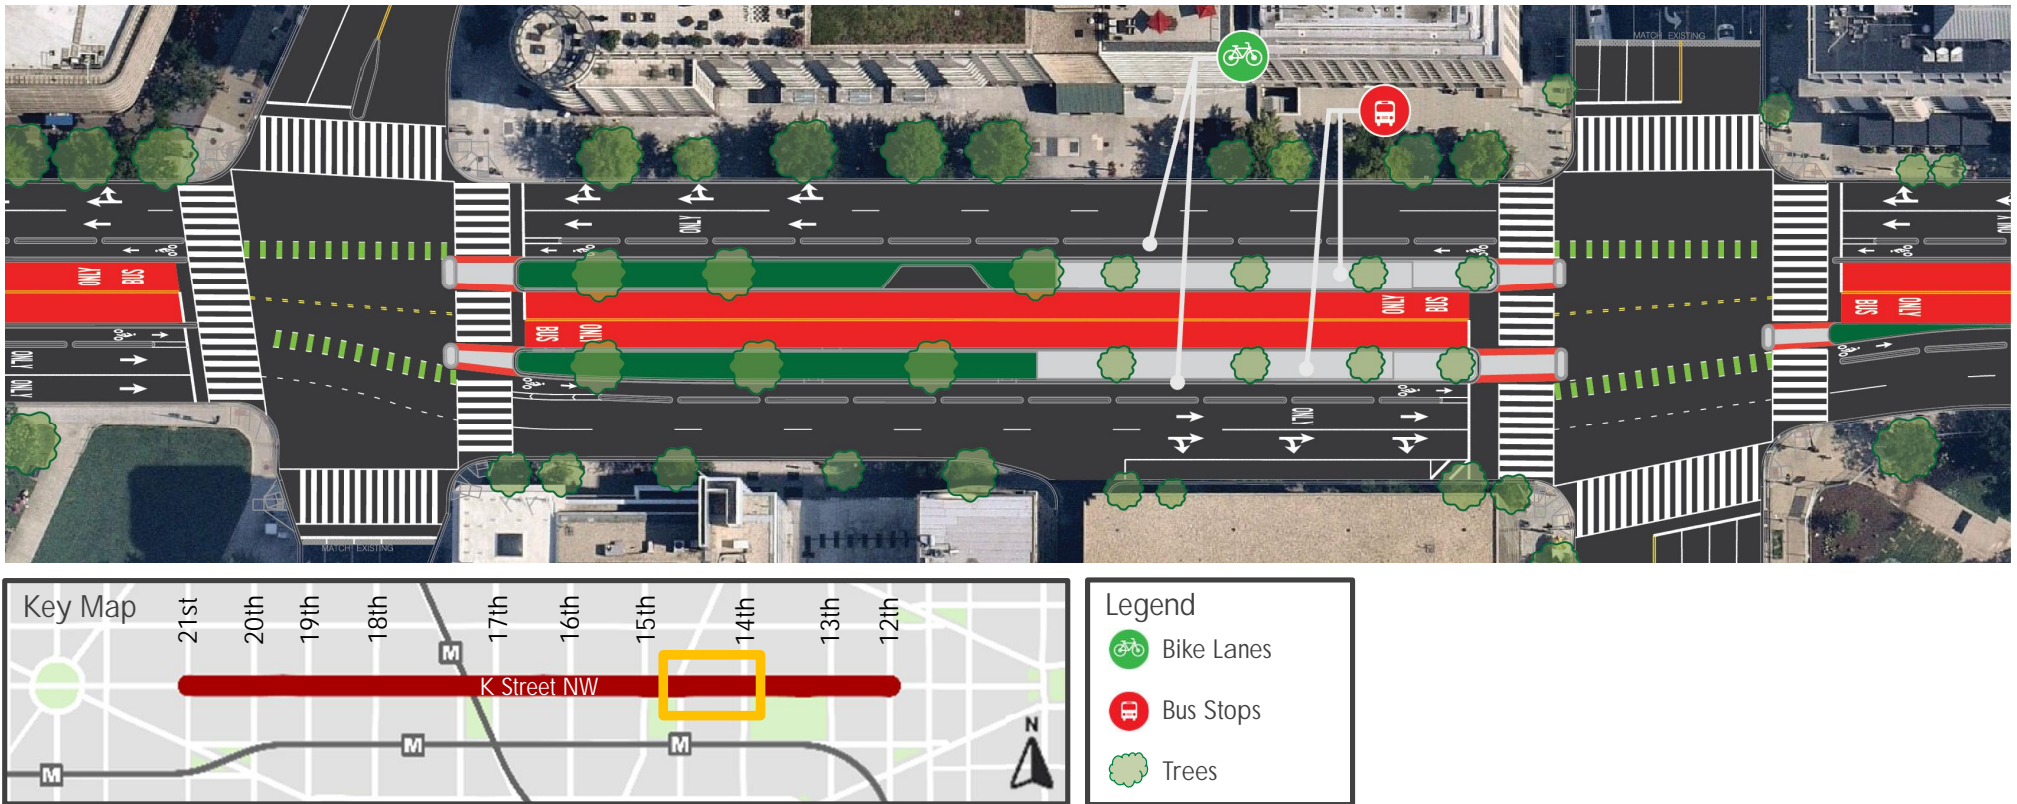 MATCH EXISTING
ONLY
ONLY
ONLY
BUS
ONLY
BUS
BUS
ONLY
BUS
ONLY
ONLY
ONLY
ONLY
MATCH EXISTING
Key Map
21st
20th
19th
18th
17th
16th
15th
14th
13th
12th
M
K Street NW
M
M
M
N
Legend
Bike Lanes
Bus Stops
Trees